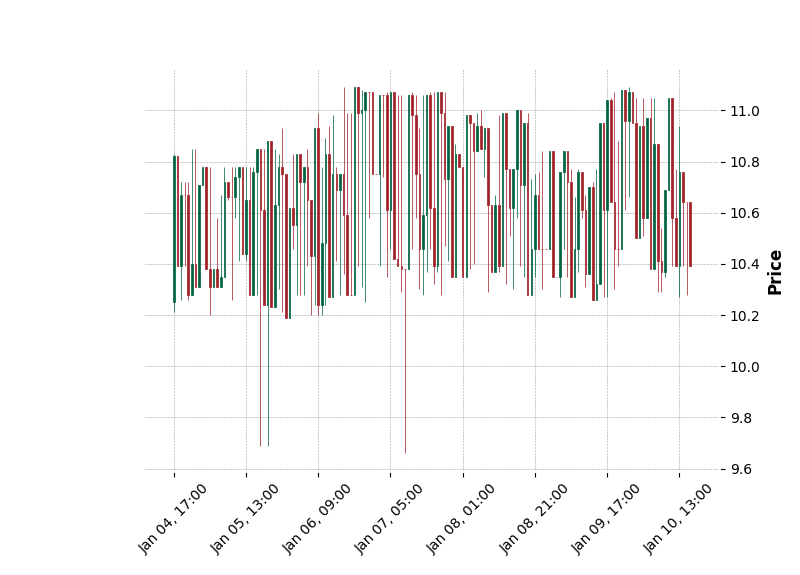 11.0
10.8
10.6
10.4
10.2
10.0
9.8
9.6
Price
Jan 04, 17:00
Jan 05, 13:00
Jan 06, 09:00
Jan 07, 05:00
Jan 08, 01:00
Jan 08, 21:00
Jan 09, 17:00
Jan 10, 13:00